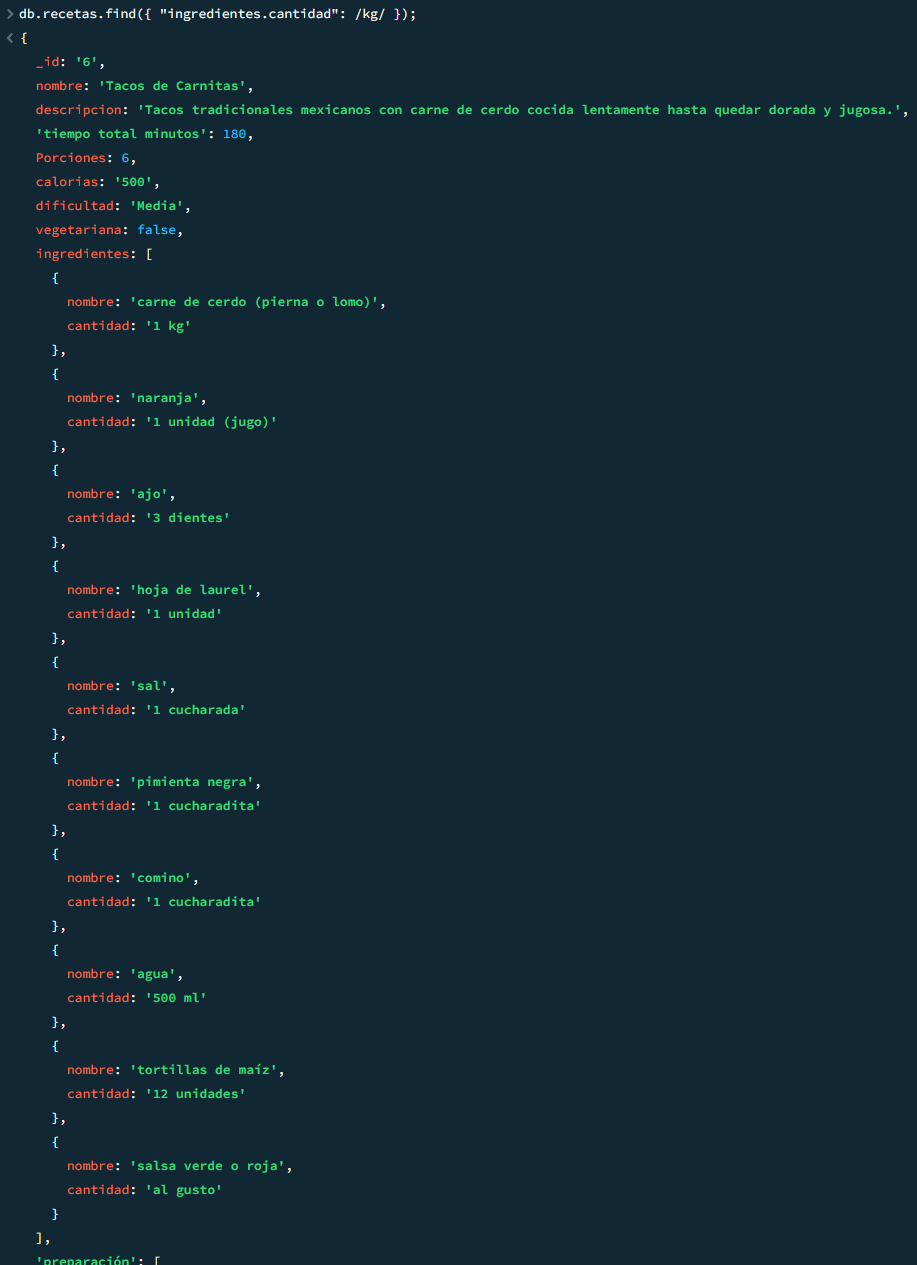 > db.recetas.find({ "ingredientes.cantidad": /kg/ });
< {
_id: '6',
nombre: 'Tacos de Carnitas',
descripcion: 'Tacos tradicionales mexicanos con carne de cerdo cocida lentamente hasta quedar dorada y jugosa.',
'tiempo total minutos': 180,
Porciones: 6,
calorias: '500',
dificultad: 'Media',
vegetariana: false,
ingredientes: [
{
nombre: 'carne de cerdo (pierna o lomo)',
cantidad: '1 kg'
},
{
nombre: 'naranja',
cantidad: '1 unidad (jugo)'
},
{
nombre: 'ajo',
cantidad: '3 dientes'
},
{
nombre: 'hoja de laurel',
cantidad: '1 unidad'
},
{
nombre: 'sal',
cantidad: '1 cucharada'
},
{
nombre: 'pimienta negra',
cantidad: '1 cucharadita'
},
{
nombre: 'comino',
cantidad: '1 cucharadita'
},
{
nombre: 'agua',
cantidad: '500 ml'
},
{
nombre: 'tortillas de maíz',
cantidad: '12 unidades'
},
{
nombre: 'salsa verde o roja',
cantidad: 'al gusto'
}
],
'preparación': [